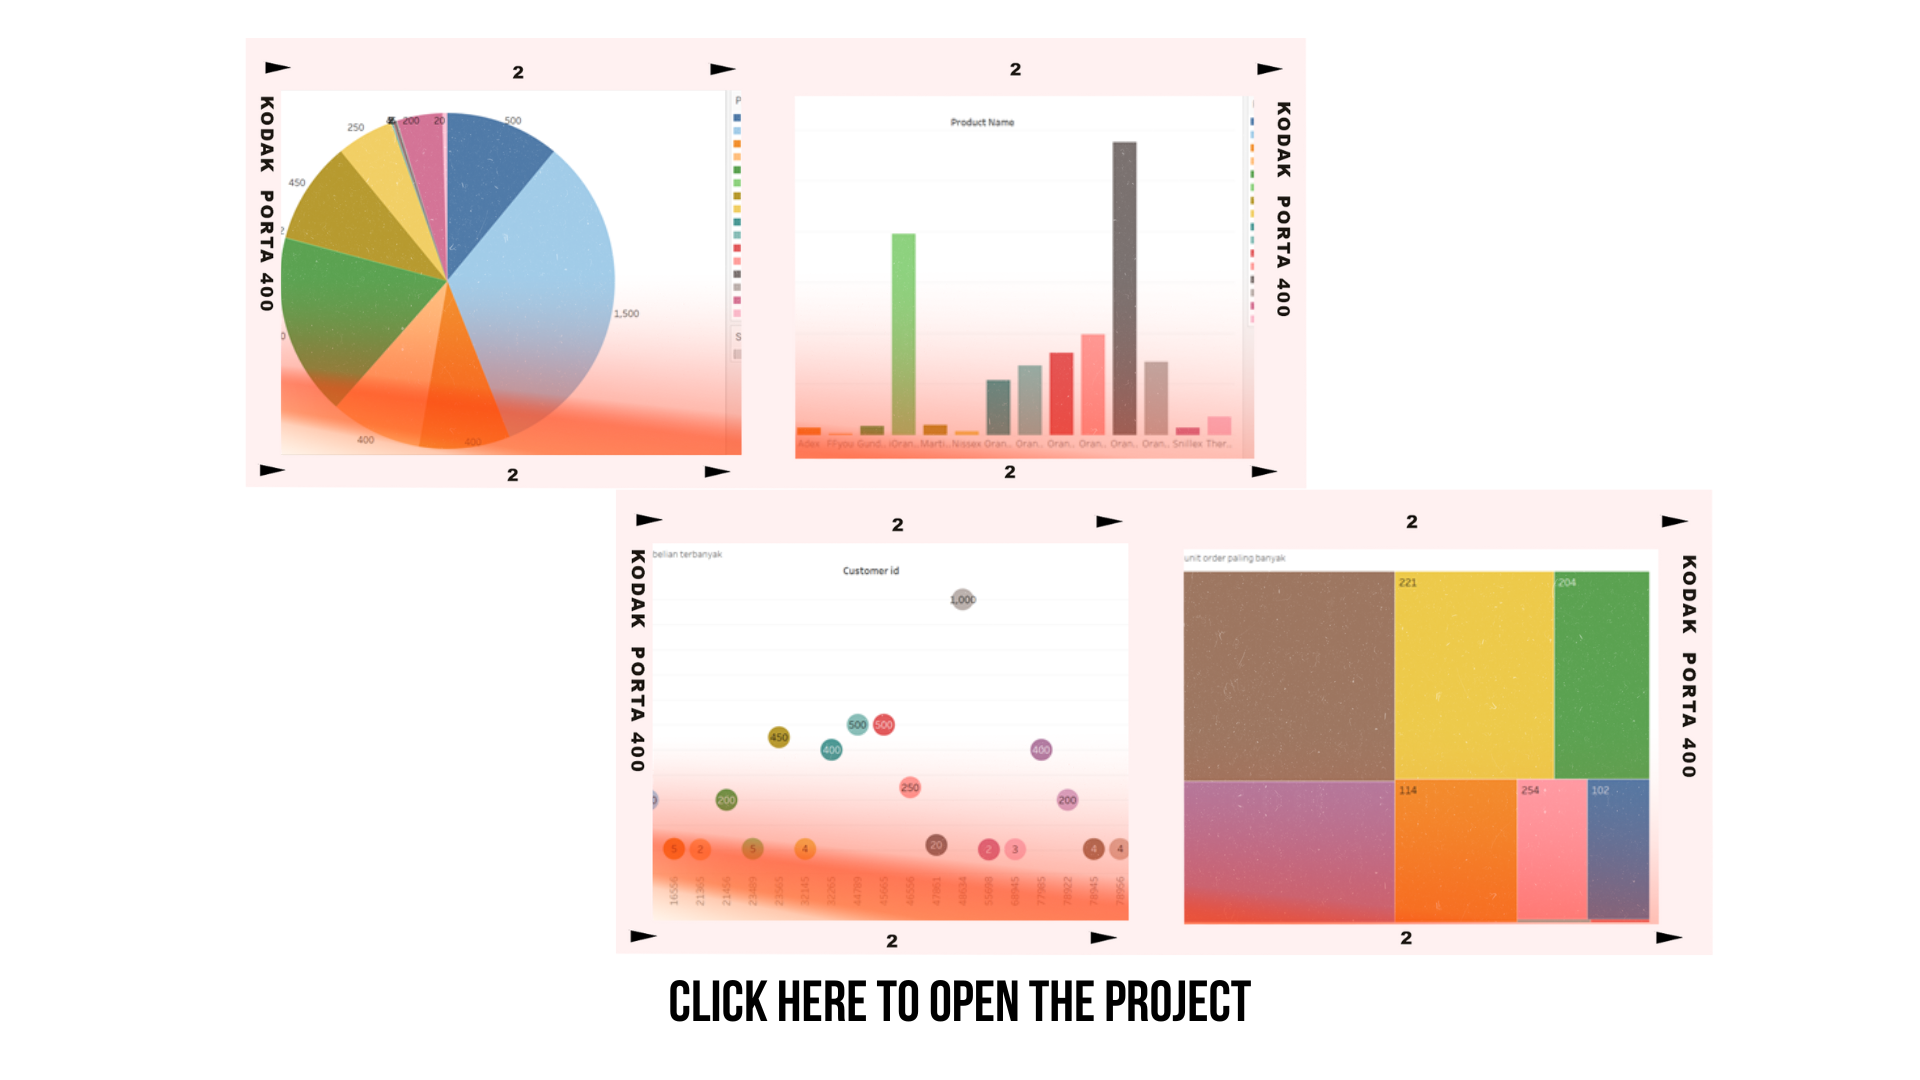 2
KODAK PORTA 400
500
1,500
400
400
450
250
200
20
P
S
2
2
Product Name
Adex FFyou Gund.. iOran.. Marti.. Nissex Oran.. Oran.. Oran.. Oran.. Oran.. Oran.. Snillex Ther..
KODAK PORTA 400
2
2
KODAK PORTA 400
belian terbanyak
Customer id
1,000
500 500
450
400 400
250
200 200
20
5 2 5 4 2 3 4 4
16556 21365 21456 23489 23565 32145 32265 44789 45665 46556 47861 48634 55698 68945 77985 78622 78945 78956
2
2
unit order paling banyak
221
204
114
254
102
KODAK PORTA 400
2
CLICK HERE TO OPEN THE PROJECT